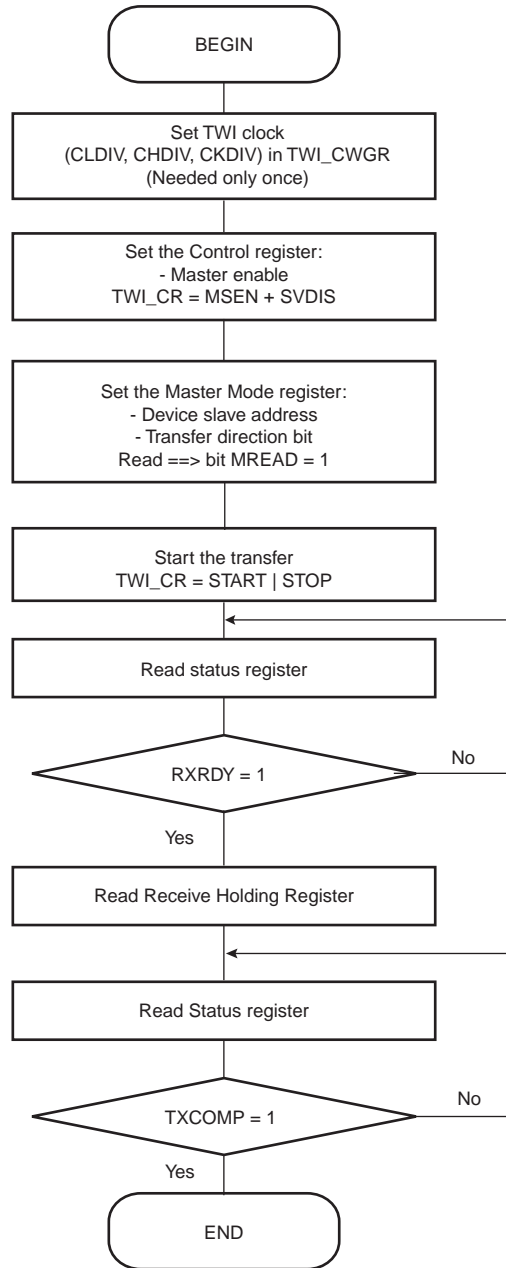 BEGIN
Set TWI clock
(CLDIV, CHDIV, CKDIV) in TWI_CWGR
(Needed only once)
Set the Control register:
- Master enable
TWI_CR = MSEN + SVDIS
Set the Master Mode register:
- Device slave address
- Transfer direction bit
Read ==> bit MREAD = 1
Start the transfer
TWI_CR = START | STOP
Read status register
RXRDY = 1
No
Yes
Read Receive Holding Register
Read Status register
TXCOMP = 1
No
Yes
END